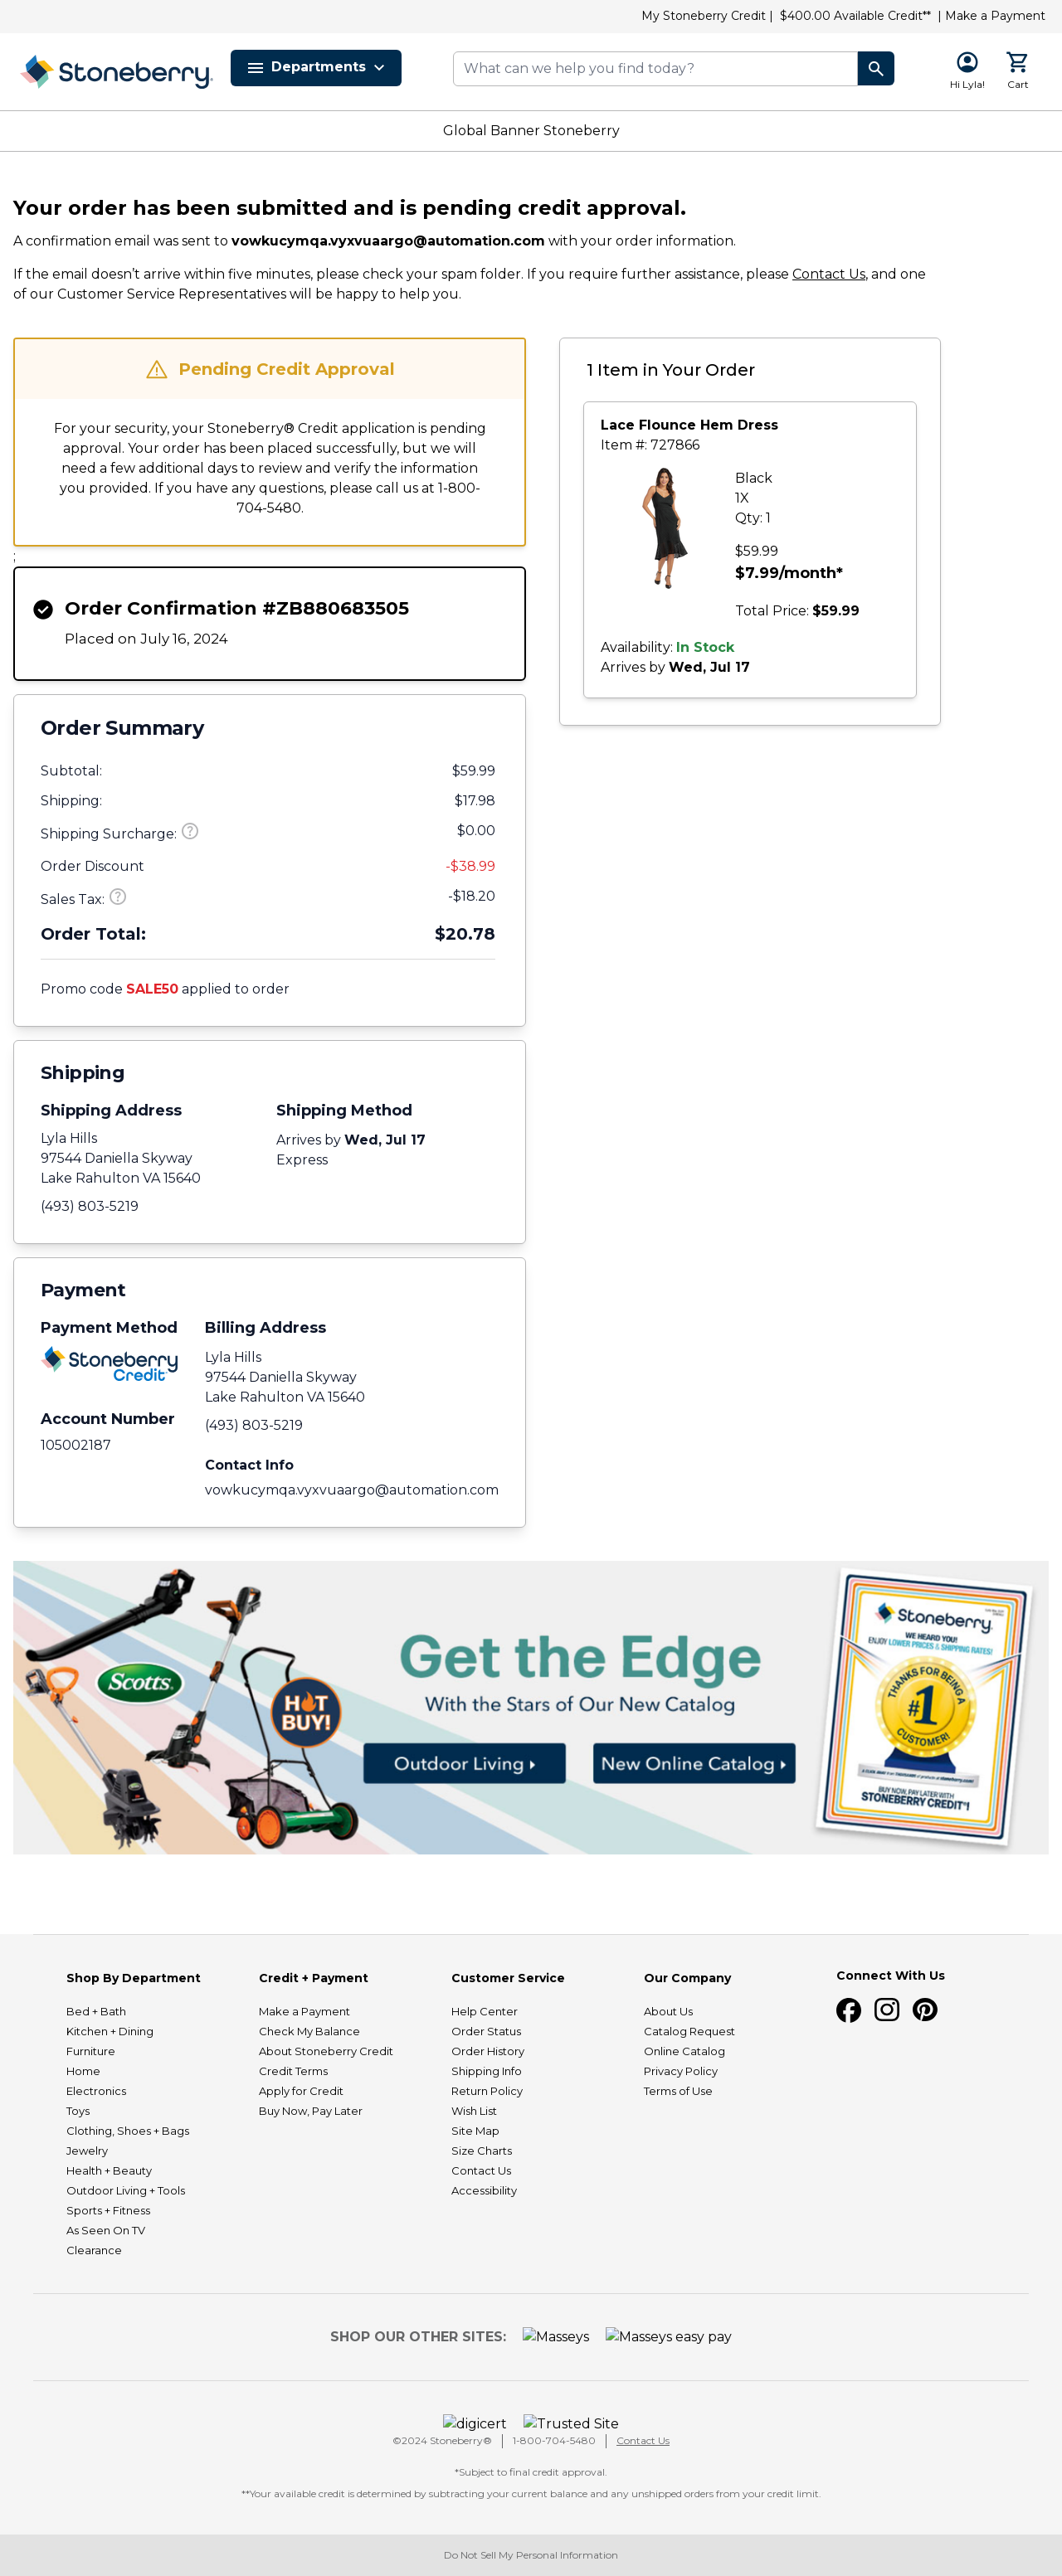 My Stoneberry Credit | $400.00 Available Credit** | Make a Payment
Stoneberry.
Departments
What can we help you find today?
Hi Lyla!
Cart
Global Banner Stoneberry
Your order has been submitted and is pending credit approval.
A confirmation email was sent to vowkucymqa.vyxvuaargo@automation.com with your order information.
If the email doesn’t arrive within five minutes, please check your spam folder. If you require further assistance, please Contact Us, and one
of our Customer Service Representatives will be happy to help you.
Pending Credit Approval
For your security, your Stoneberry® Credit application is pending
approval. Your order has been placed successfully, but we will
need a few additional days to review and verify the information
you provided. If you have any questions, please call us at 1-800-
704-5480.
;
Order Confirmation #ZB880683505
Placed on July 16, 2024
Order Summary
Subtotal: $59.99
Shipping: $17.98
Shipping Surcharge: ? $0.00
Order Discount -$38.99
Sales Tax: ? -$18.20
Order Total: $20.78
Promo code SALE50 applied to order
Shipping
Shipping Address
Lyla Hills
97544 Daniella Skyway
Lake Rahulton VA 15640
(493) 803-5219
Shipping Method
Arrives by Wed, Jul 17
Express
Payment
Payment Method
Stoneberry
Credit
Account Number
105002187
Billing Address
Lyla Hills
97544 Daniella Skyway
Lake Rahulton VA 15640
(493) 803-5219
Contact Info
vowkucymqa.vyxvuaargo@automation.com
1 Item in Your Order
Lace Flounce Hem Dress
Item #: 727866
Black
1X
Qty: 1
$59.99
$7.99/month*
Total Price: $59.99
Availability: In Stock
Arrives by Wed, Jul 17
Scotts
HOT
BUY!
Get the Edge
With the Stars of Our New Catalog
Outdoor Living
New Online Catalog
Stoneberry.
WE HEARD YOU!
ENJOY LOWER PRICES & SHIPPING RATES!
THANKS FOR BEING A
#1
CUSTOMER!
BUY NOW, PAY LATER WITH
STONEBERRY CREDIT!
Shop By Department
Bed + Bath
Kitchen + Dining
Furniture
Home
Electronics
Toys
Clothing, Shoes + Bags
Jewelry
Health + Beauty
Outdoor Living + Tools
Sports + Fitness
As Seen On TV
Clearance
Credit + Payment
Make a Payment
Check My Balance
About Stoneberry Credit
Credit Terms
Apply for Credit
Buy Now, Pay Later
Customer Service
Help Center
Order Status
Order History
Shipping Info
Return Policy
Wish List
Site Map
Size Charts
Contact Us
Accessibility
Our Company
About Us
Catalog Request
Online Catalog
Privacy Policy
Terms of Use
Connect With Us
SHOP OUR OTHER SITES: Masseys Masseys easy pay
digicert Trusted Site
©2024 Stoneberry® | 1-800-704-5480 | Contact Us
*Subject to final credit approval.
**Your available credit is determined by subtracting your current balance and any unshipped orders from your credit limit.
Do Not Sell My Personal Information